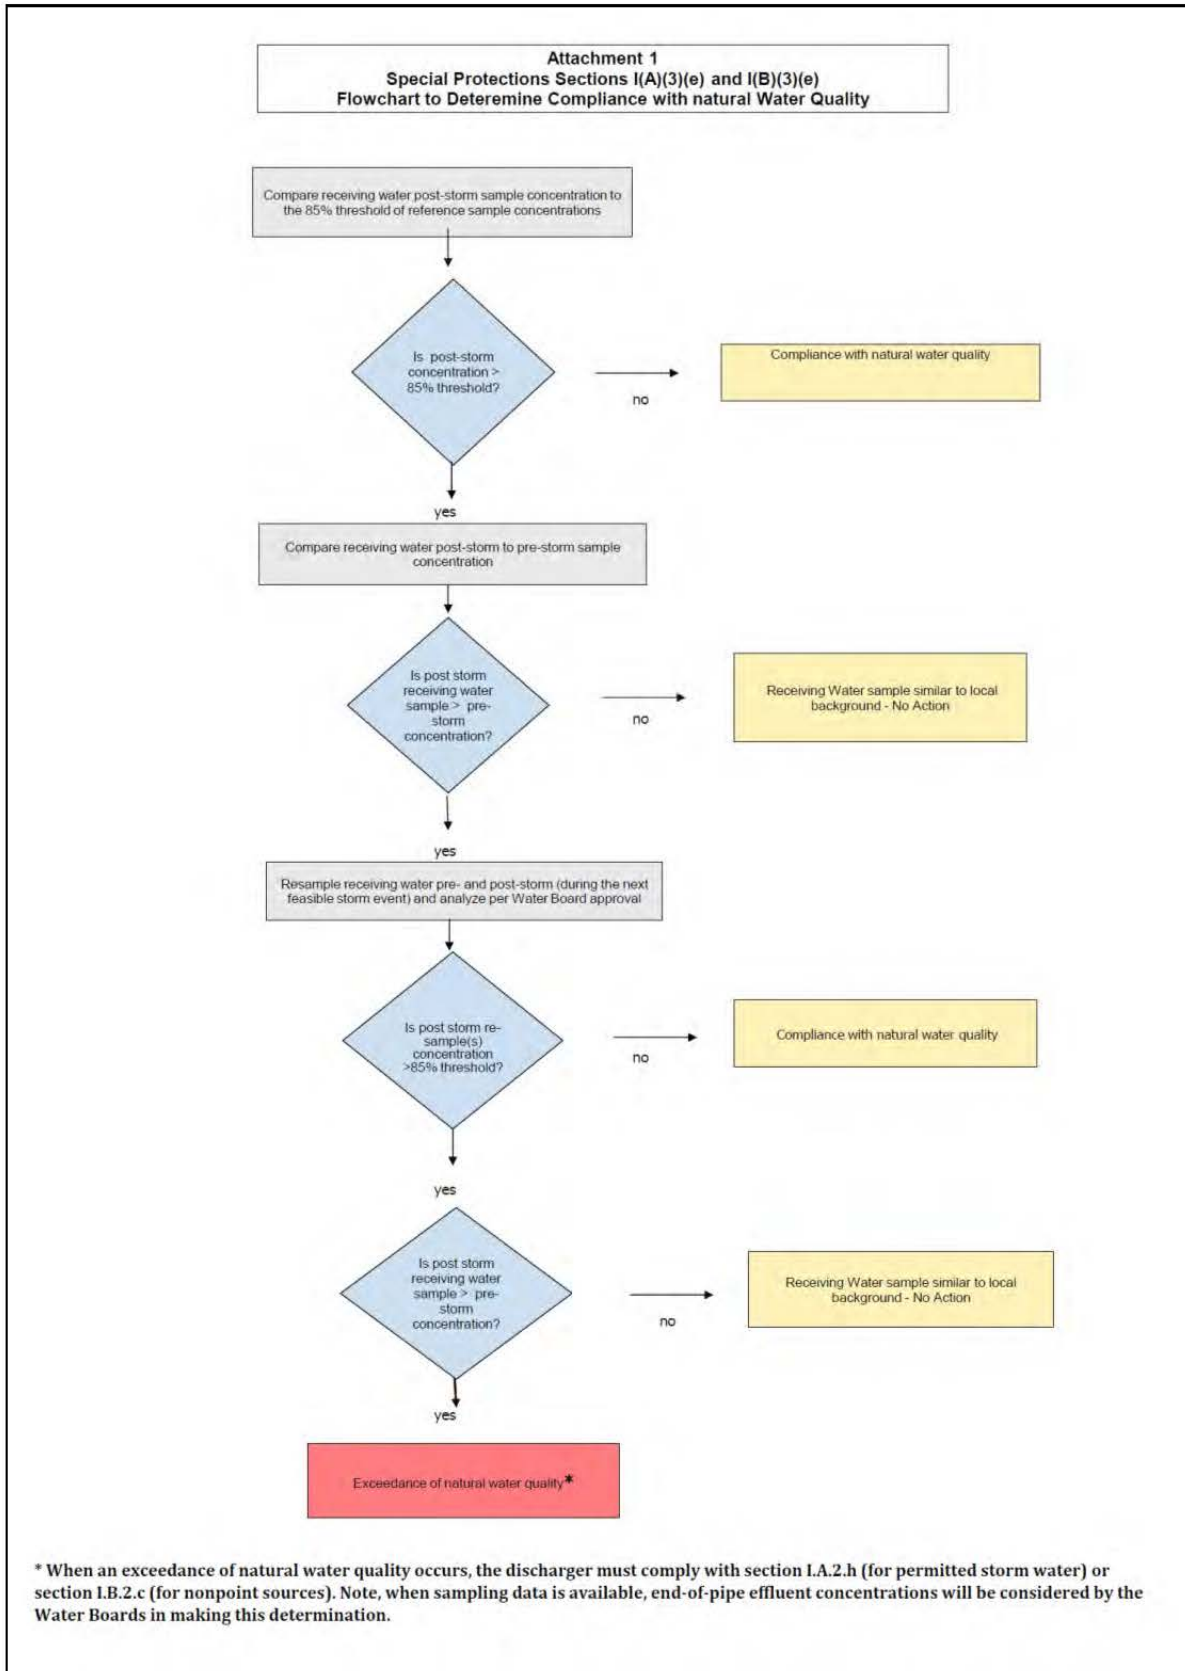 Attachment 1
Special Protections Sections I(A)(3)(e) and I(B)(3)(e)
Flowchart to Deteremine Compliance with natural Water Quality
Compare receiving water post-storm sample concentration to
the 85% threshold of reference sample concentrations
Is post-storm
concentration >
85% threshold?
no
Compliance with natural water quality
yes
Compare receiving water post-storm to pre-storm sample
concentration
Is post storm
receiving water
sample > pre-
storm
concentration?
no
Receiving Water sample similar to local
background - No Action
yes
Resample receiving water pre- and post-storm (during the next
feasible storm event) and analyze per Water Board approval
Is post storm re-
sample(s)
concentration
>85% threshold?
no
Compliance with natural water quality
yes
Is post storm
receiving water
sample > pre-
storm
concentration?
no
Receiving Water sample similar to local
background - No Action
yes
Exceedance of natural water quality*
* When an exceedance of natural water quality occurs, the discharger must comply with section I.A.2.h (for permitted storm water) or
section I.B.2.c (for nonpoint sources). Note, when sampling data is available, end-of-pipe effluent concentrations will be considered by the
Water Boards in making this determination.